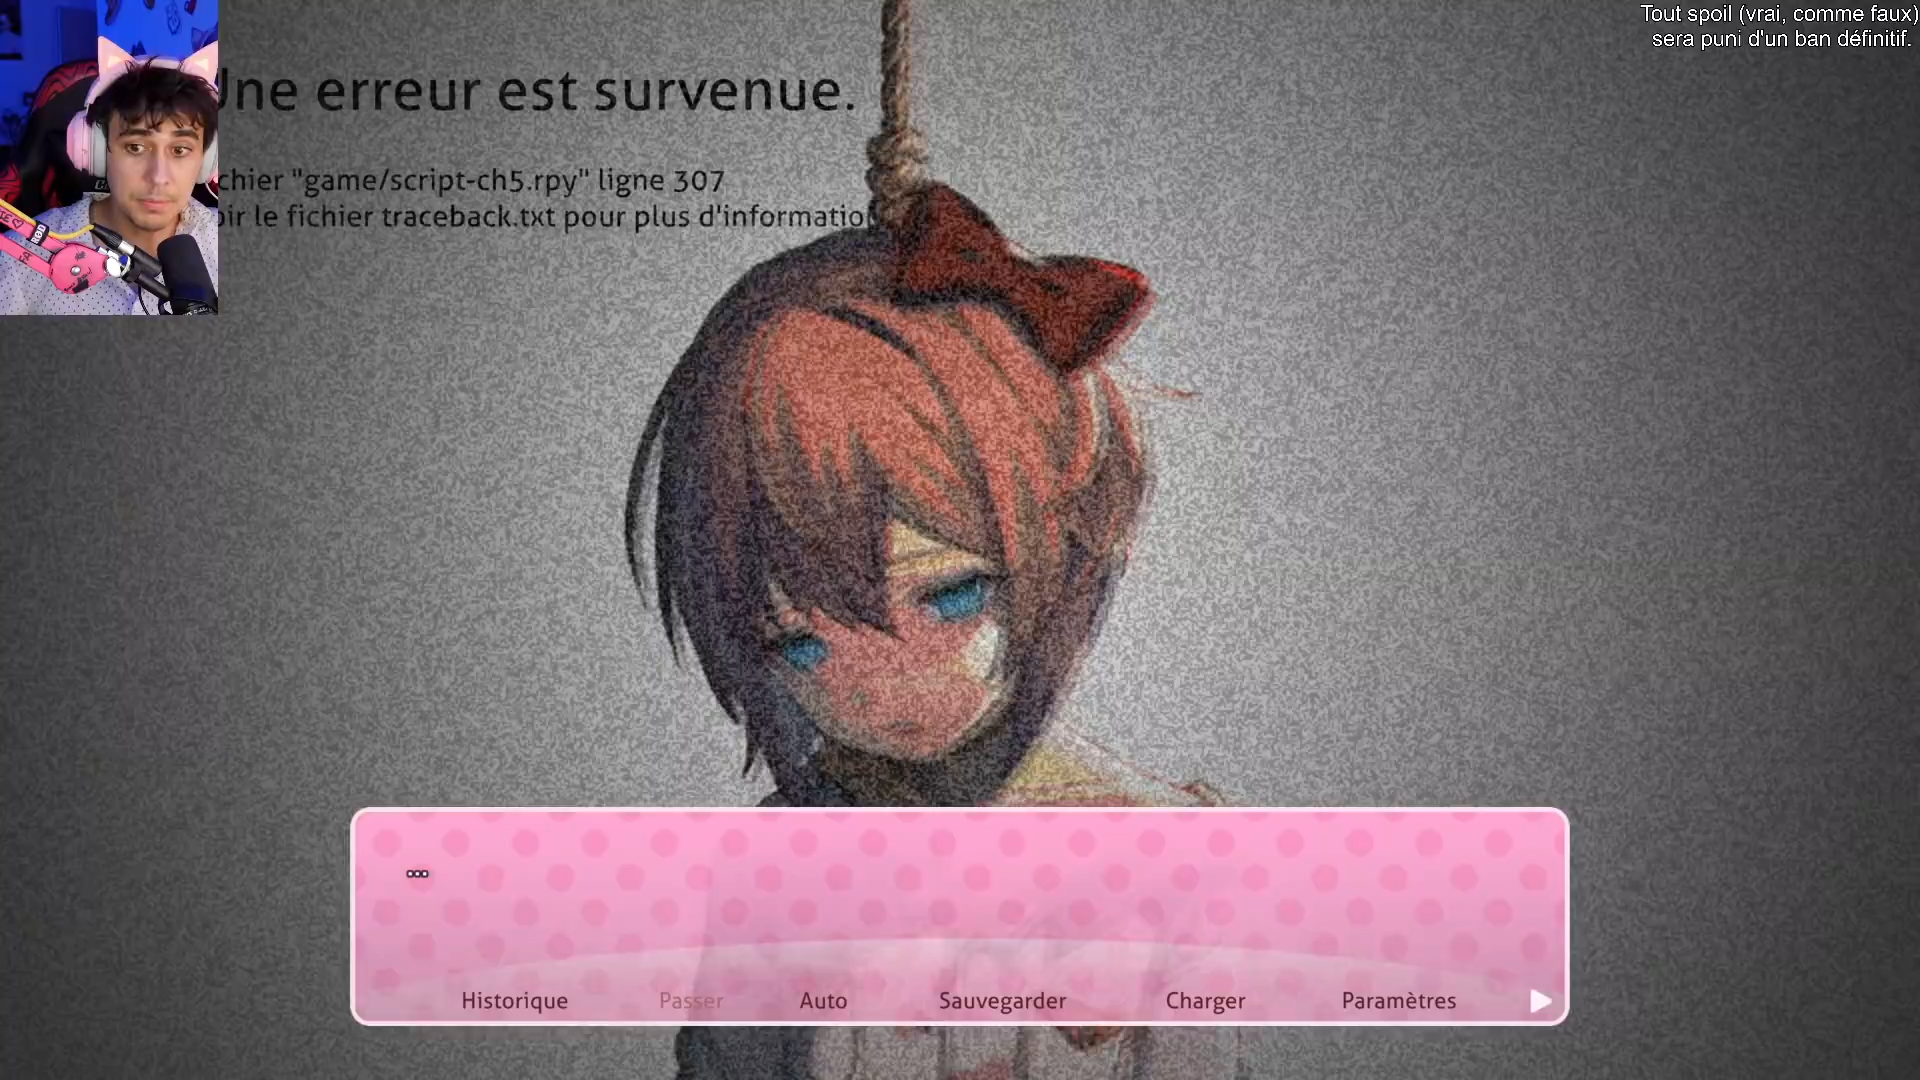 Tout spoil (vrai, comme faux)
sera puni d'un ban définitif.
Une erreur est survenue.
chier "game/script-ch5.rpy" ligne 307
oir le fichier traceback.txt pour plus d'informatio
...
Historique Passer Auto Sauvegarder Charger Paramètres